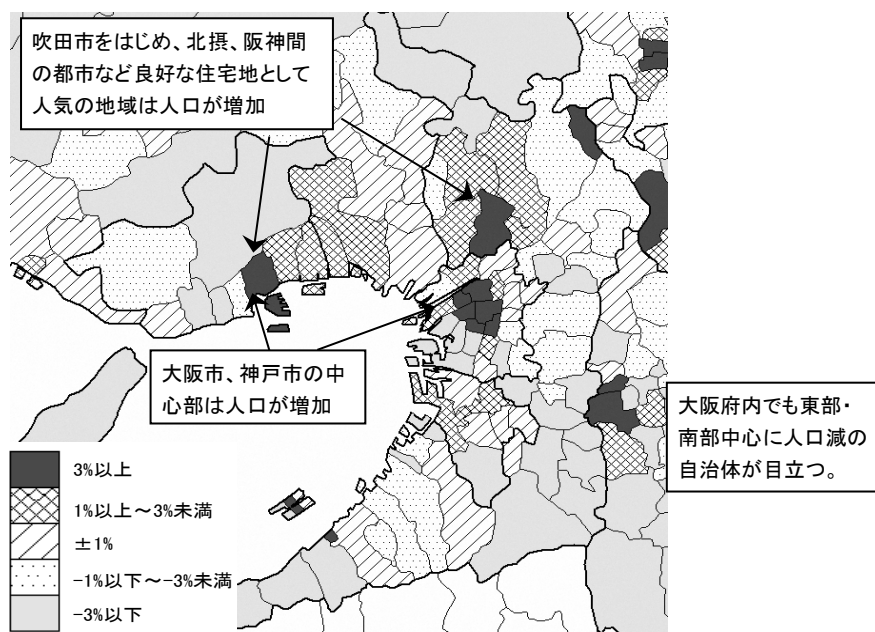 吹田市をはじめ、北摂、阪神間
の都市など良好な住宅地として
人気の地域は人口が増加
大阪市、神戸市の中
心部は人口が増加
大阪府内でも東部・
南部中心に人口減の
自治体が目立つ。
3%以上
1%以上～3%未満
±1%
-1%以下～-3%未満
-3%以下